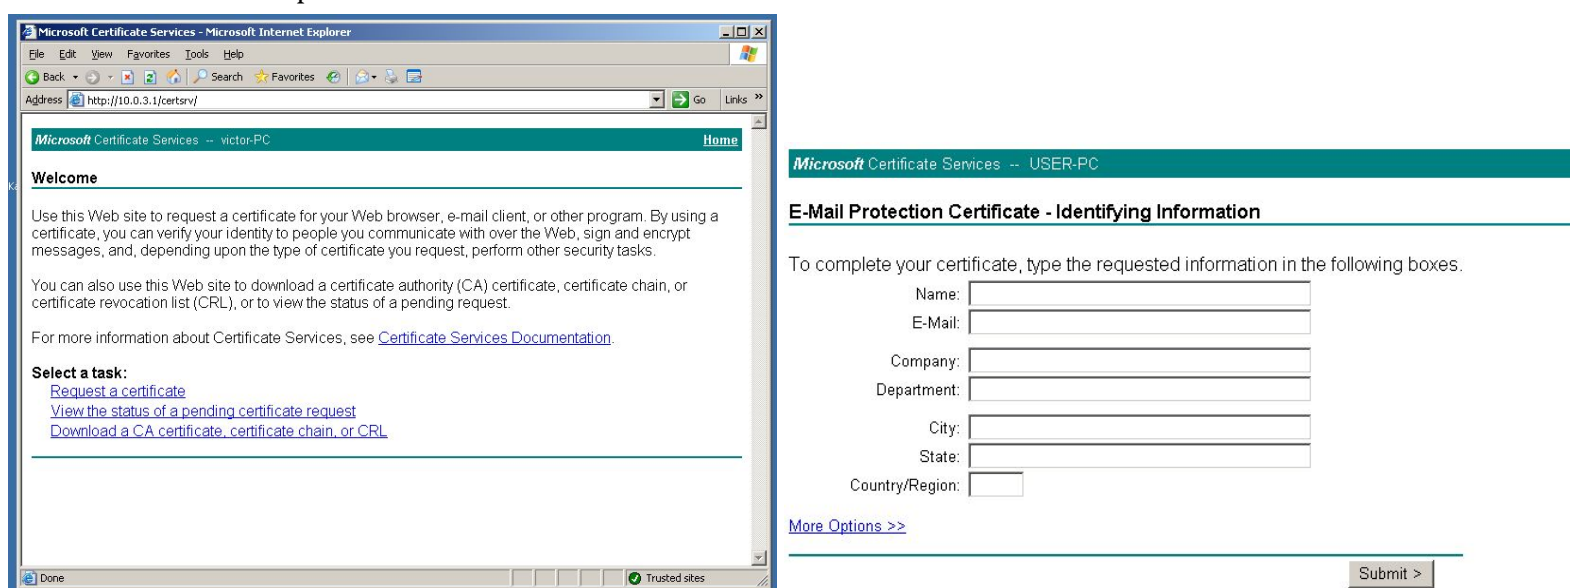 Microsoft Certificate Services - Microsoft Internet Explorer
File Edit View Favorites Tools Help
Back Search Favorites
Address http://10.0.3.1/certsrv/ Go Links »
Microsoft Certificate Services -- victor-PC Home
Welcome
Use this Web site to request a certificate for your Web browser, e-mail client, or other program. By using a
certificate, you can verify your identity to people you communicate with over the Web, sign and encrypt
messages, and, depending upon the type of certificate you request, perform other security tasks.
You can also use this Web site to download a certificate authority (CA) certificate, certificate chain, or
certificate revocation list (CRL), or to view the status of a pending request.
For more information about Certificate Services, see Certificate Services Documentation.
Select a task:
Request a certificate
View the status of a pending certificate request
Download a CA certificate, certificate chain, or CRL
Done Trusted sites
Microsoft Certificate Services -- USER-PC
E-Mail Protection Certificate - Identifying Information
To complete your certificate, type the requested information in the following boxes.
Name:
E-Mail:
Company:
Department:
City:
State:
Country/Region:
More Options >>
Submit >